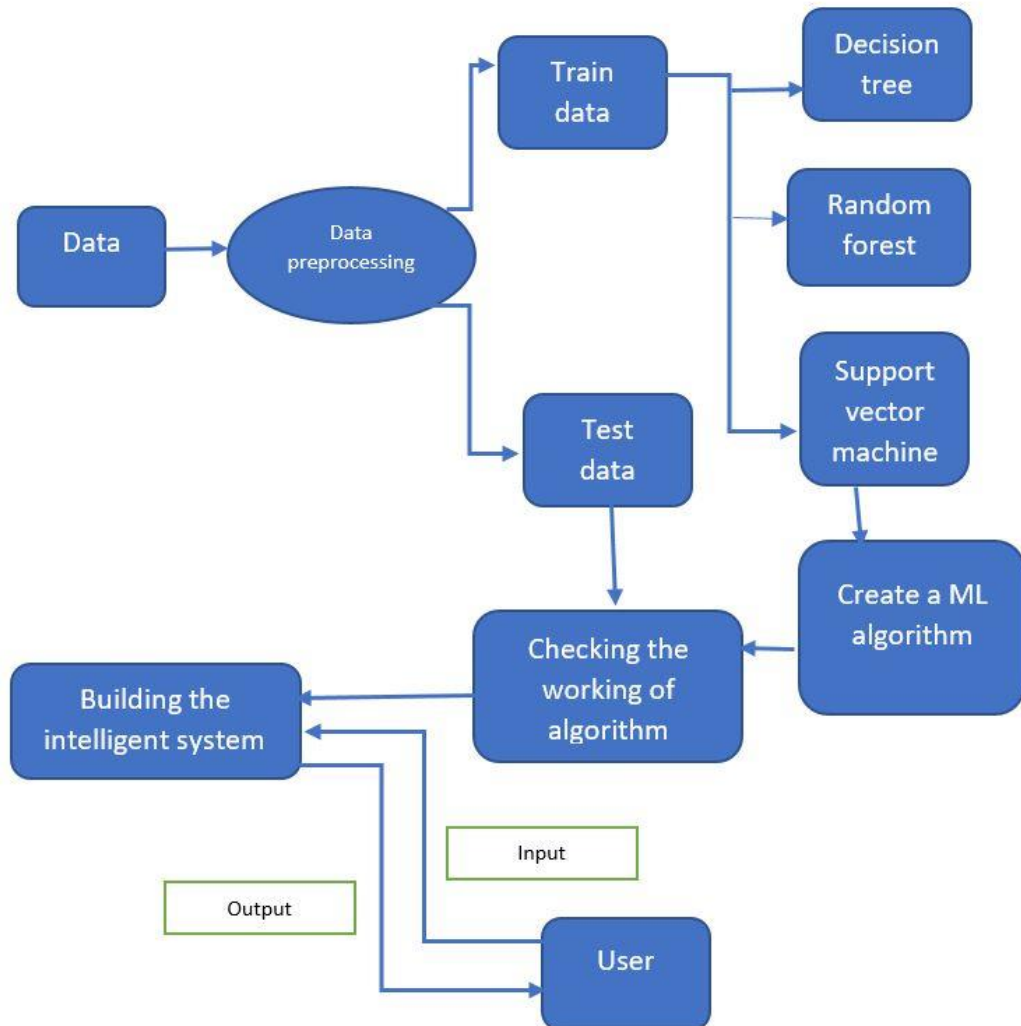 Data
Data
preprocessing
Train
data
Decision
tree
Random
forest
Support
vector
machine
Test
data
Create a ML
algorithm
Checking the
working of
algorithm
Building the
intelligent system
Input
Output
User